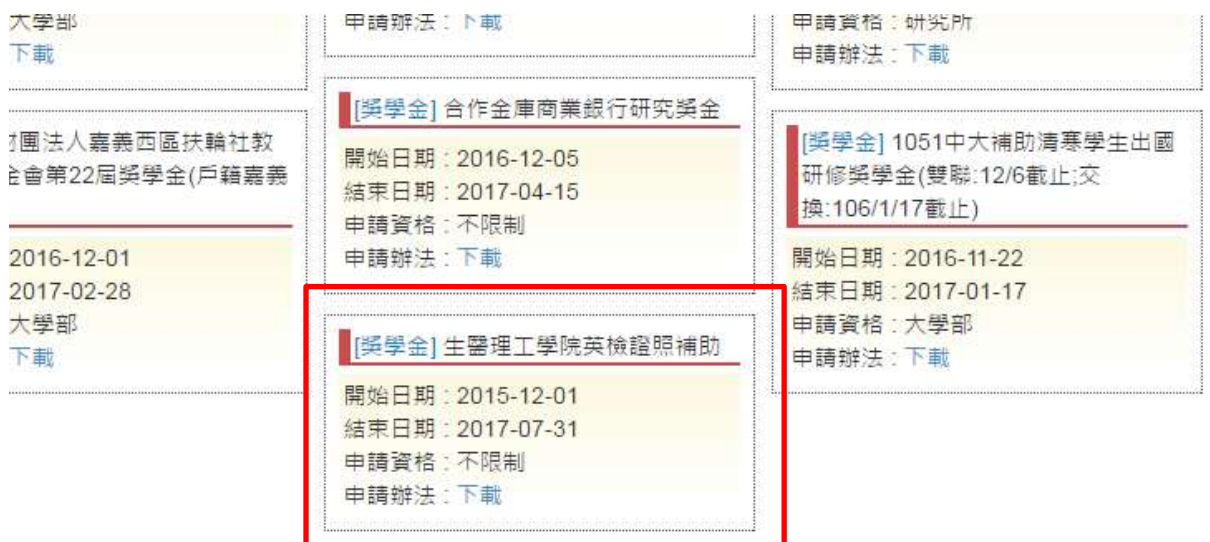 大學部
下載
財團法人嘉義西區扶輪社教
金會第22屆獎學金(戶籍嘉義
2016-12-01
2017-02-28
大學部
下載
申請辦法 : 下載
[獎學金] 合作金庫商業銀行研究獎金
開始日期 : 2016-12-05
結束日期 : 2017-04-15
申請資格 : 不限制
申請辦法 : 下載
[獎學金] 生醫理工學院英檢證照補助
開始日期 : 2015-12-01
結束日期 : 2017-07-31
申請資格 : 不限制
申請辦法 : 下載
申請資格 : 研究所
申請辦法 : 下載
[獎學金] 1051中大補助清寒學生出國
研修獎學金(雙聯:12/6截止;交
換:106/1/17截止)
開始日期 : 2016-11-22
結束日期 : 2017-01-17
申請資格 : 大學部
申請辦法 : 下載